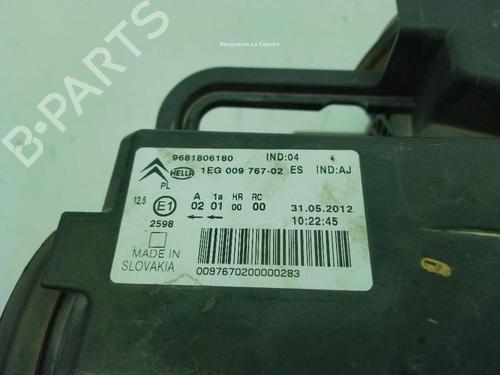 Desguaces La Cabaña
B-PARTS
9681806180 IND:04
HELLA 1EG 009 767-02 ES IND:AJ
PL
A 1a HR RC
12,5 E1 02 01 00 00 31.05.2012
2598 10:22:45
MADE IN
SLOVAKIA
00976702000000283